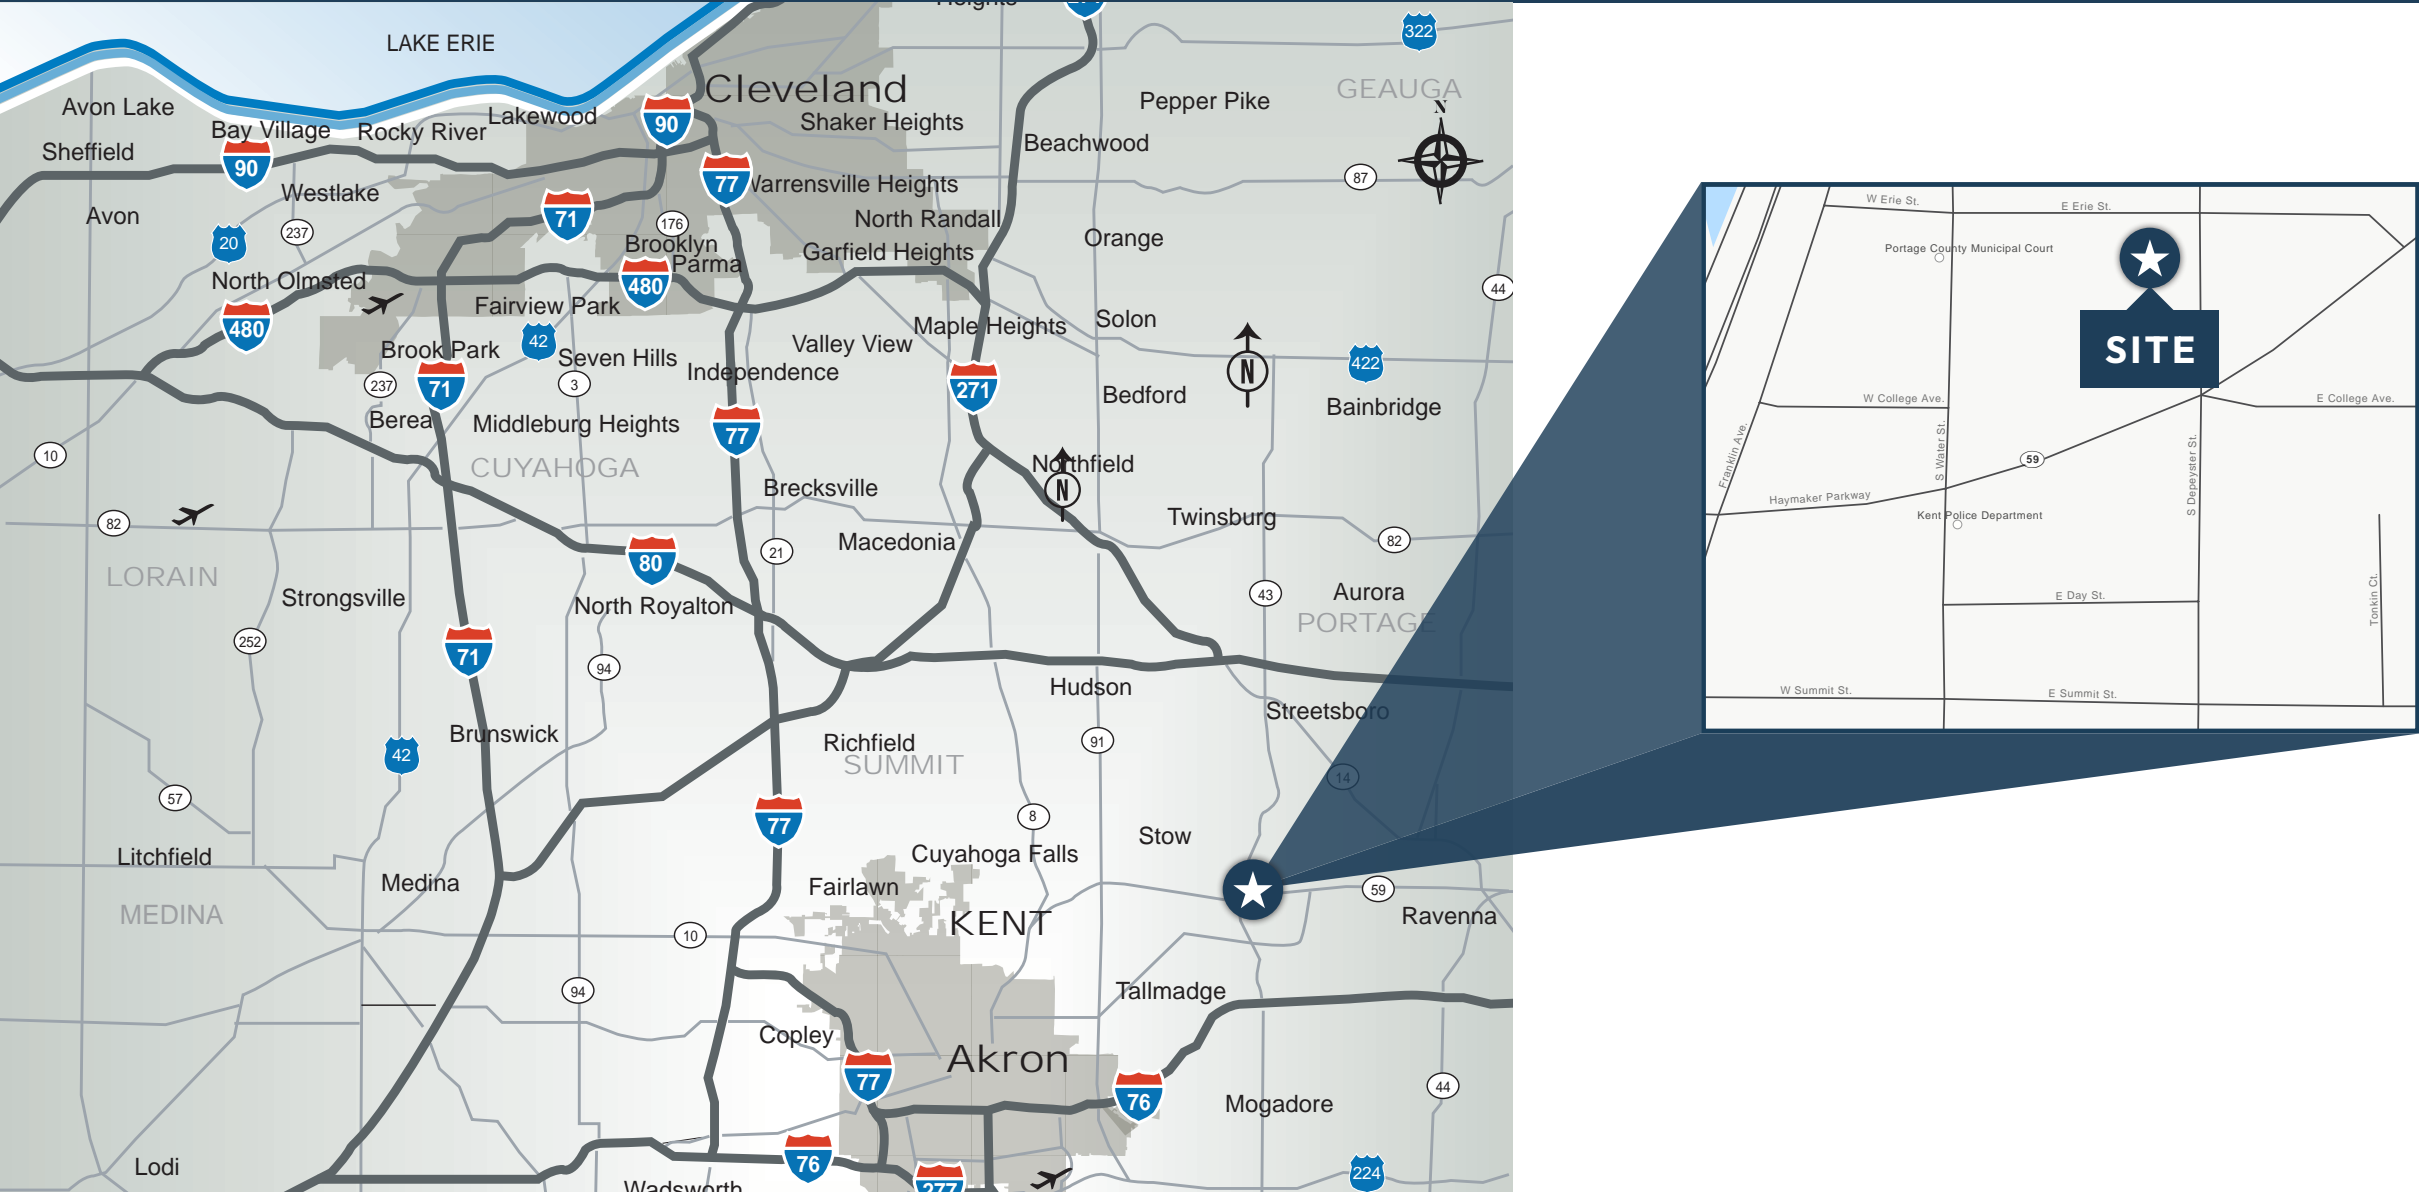 Heights
322
LAKE ERIE
GEAUGA
Cleveland
N
Avon Lake
Pepper Pike
Lakewood
90
Shaker Heights
Bay Village
Rocky River
Beachwood
Sheffield
90
77
Warrensville Heights
87
Westlake
71
Avon
176
North Randall
237
20
Brooklyn
Orange
Parma
Garfield Heights
North Olmsted
480
44
Fairview Park
480
42
Maple Heights
Solon
Valley View
Brook Park
Seven Hills
Independence
N
422
237
71
3
271
Bedford
Bainbridge
Berea
Middleburg Heights
77
10
CUYAHOGA
Northfield
Brecksville
N
82
Twinsburg
82
80
21
Macedonia
LORAIN
Strongsville
North Royalton
43
Aurora
PORTAGE
252
71
94
Hudson
Streetsboro
Brunswick
42
Richfield
SUMMIT
91
14
57
77
8
Stow
Litchfield
Cuyahoga Falls
Medina
Fairlawn
59
MEDINA
KENT
Ravenna
10
94
Tallmadge
Copley
Akron
77
76
Mogadore
44
Lodi
76
277
224
Wadsworth
W Erie St.
E Erie St.
Portage County Municipal Court
SITE
W College Ave.
E College Ave.
Franklin Ave.
S Water St.
59
S Depeyster St.
Haymaker Parkway
Kent Police Department
E Day St.
Tonkin Ct.
W Summit St.
E Summit St.